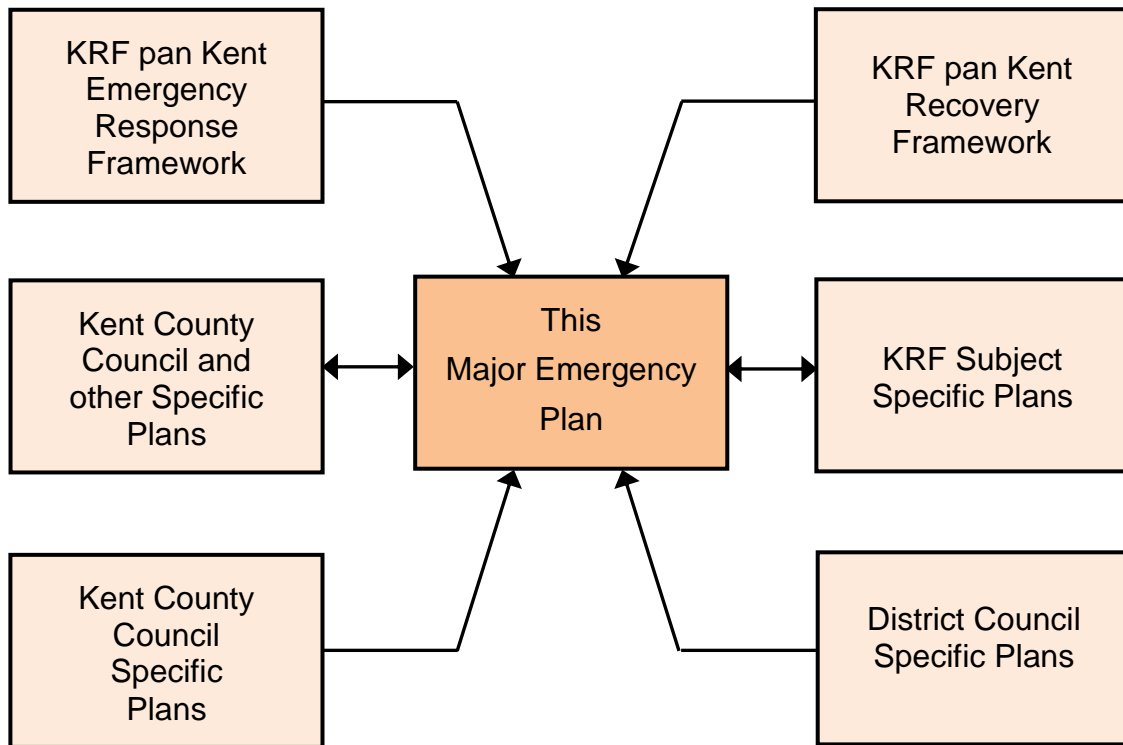 KRF pan Kent
Emergency
Response
Framework
KRF pan Kent
Recovery
Framework
Kent County
Council and
other Specific
Plans
This
Major Emergency
Plan
KRF Subject
Specific Plans
Kent County
Council
Specific
Plans
District Council
Specific Plans